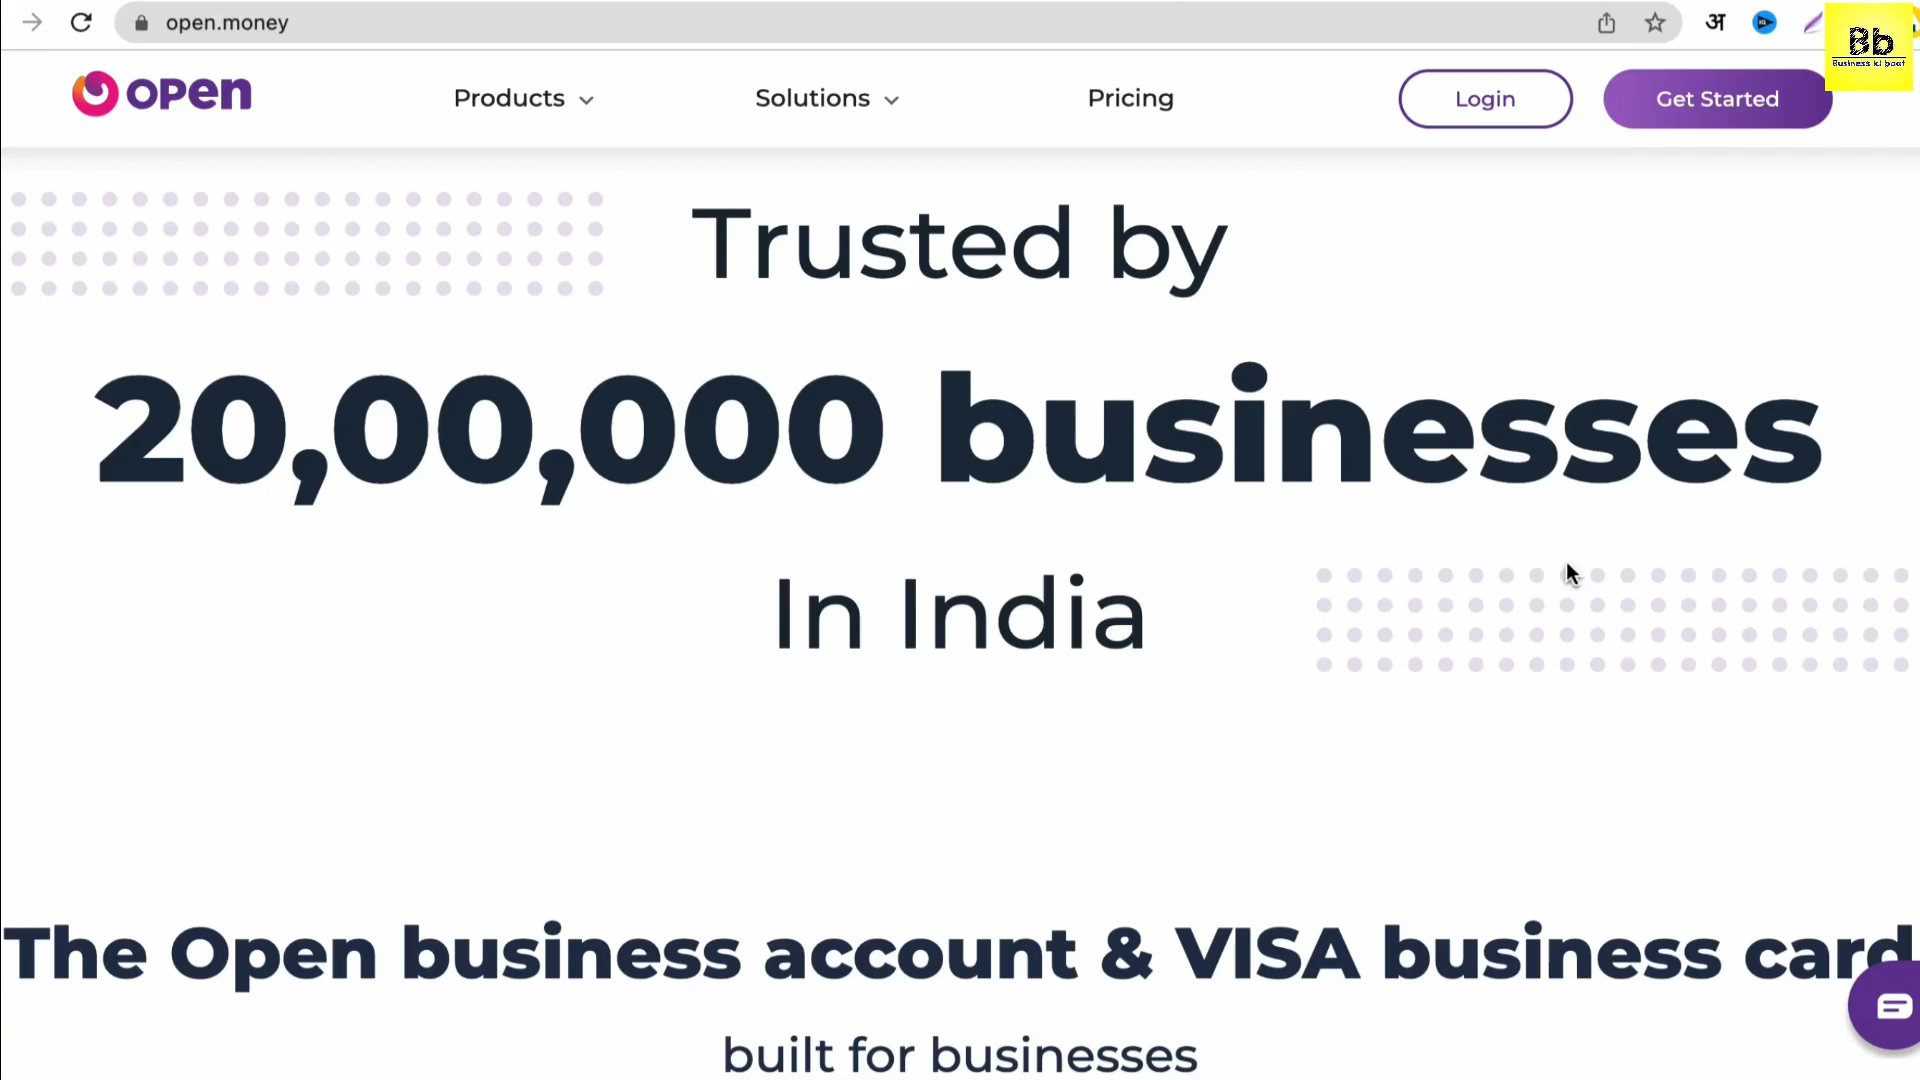 open.money
अ
Bb
Business ki baat
OPEN
Products
Solutions
Pricing
Login
Get Started
Trusted by
20,00,000 businesses
In India
The Open business account & VISA business card
built for businesses